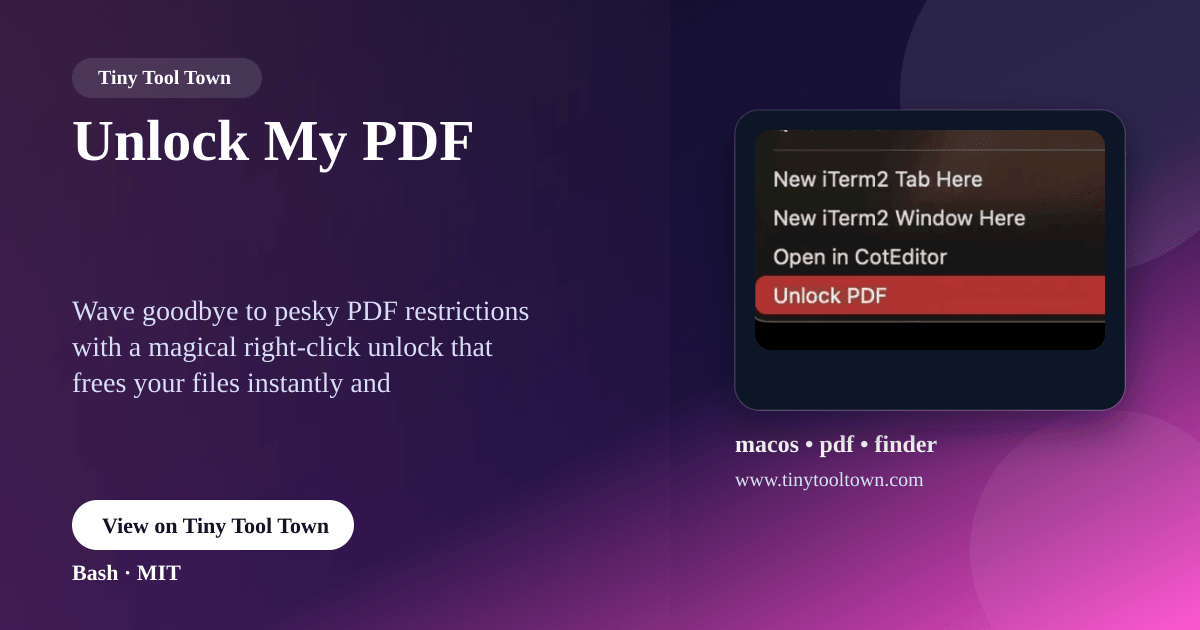 Tiny Tool Town
Unlock My PDF
Wave goodbye to pesky PDF restrictions
with a magical right-click unlock that
frees your files instantly and
View on Tiny Tool Town
Bash · MIT
New iTerm2 Tab Here
New iTerm2 Window Here
Open in CotEditor
Unlock PDF
macos • pdf • finder
www.tinytooltown.com